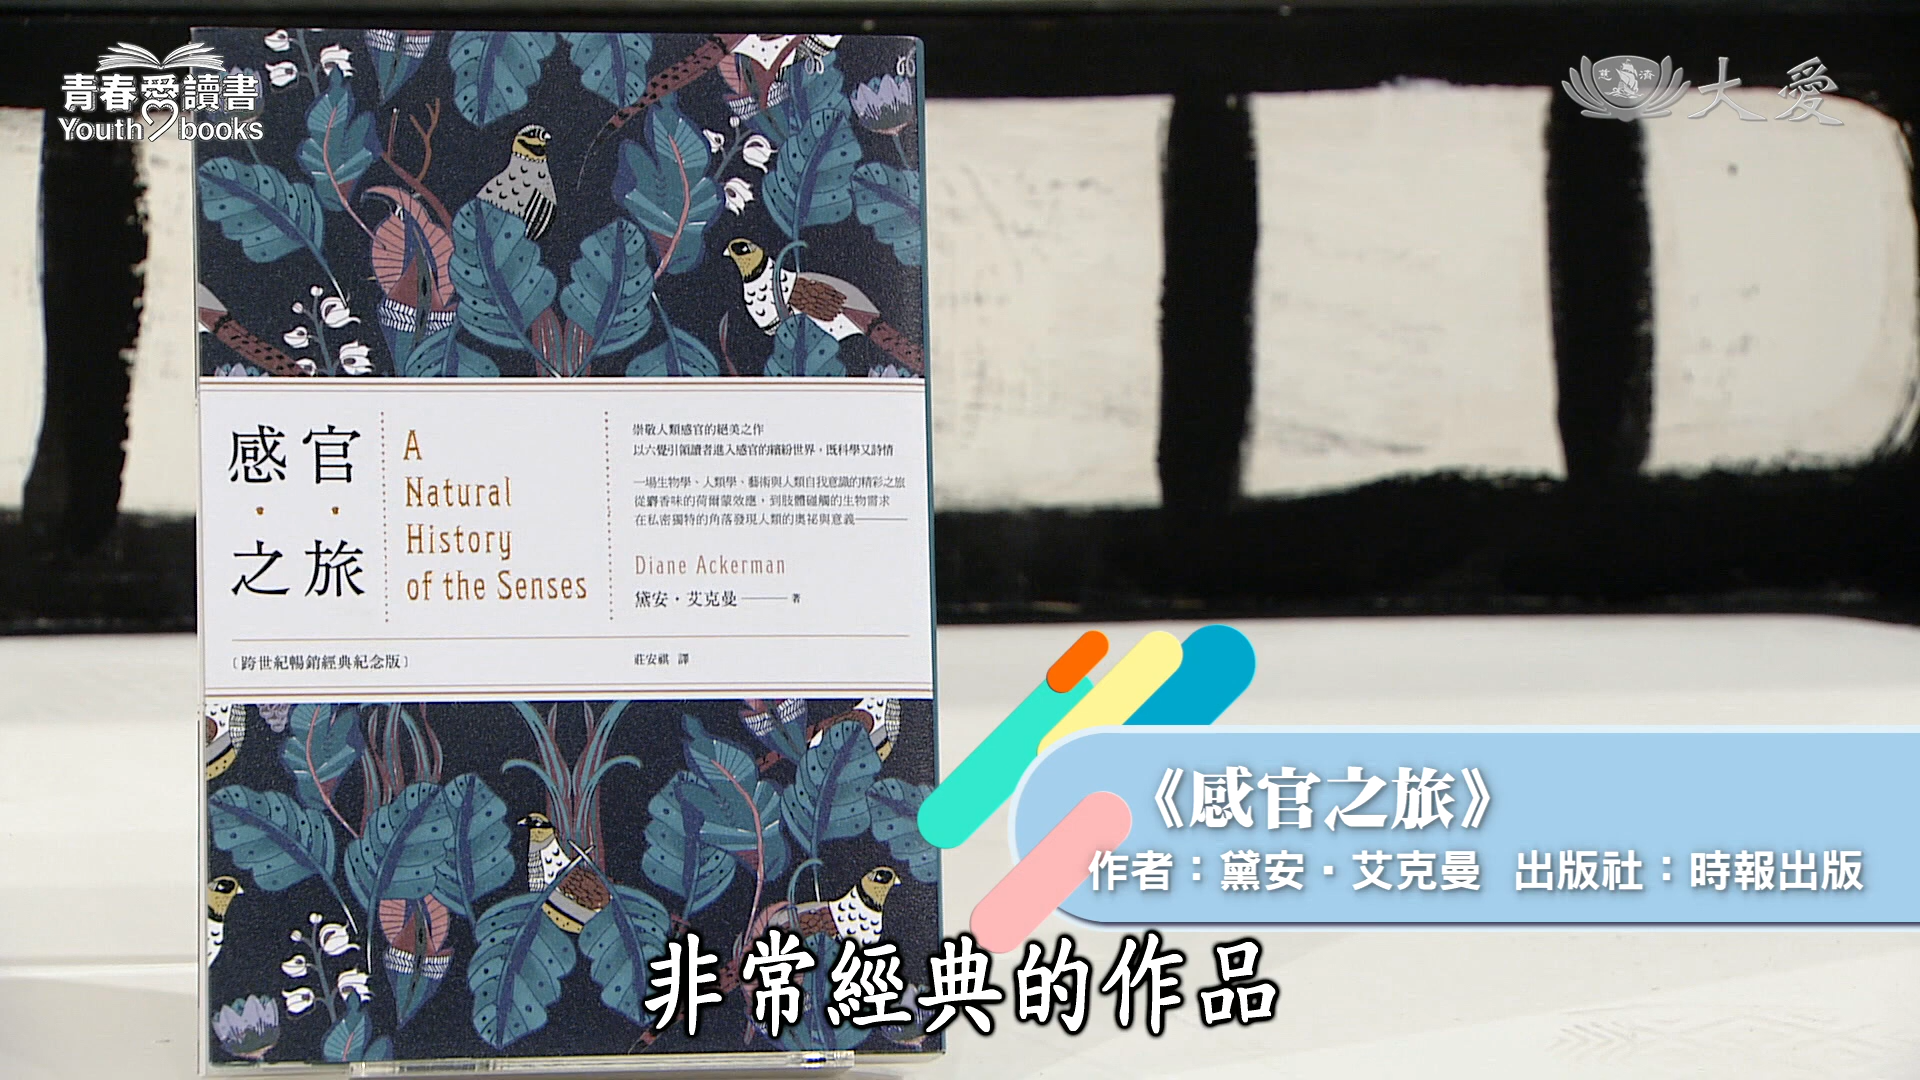 青春愛讀書
Youth books
慈濟
大愛
感官
之旅
A
Natural
History
of the Senses
崇敬人類感官的絕美之作
以六覺引領讀者進入感官的繽紛世界，既科學又詩情
一場生物學、人類學、藝術與人類自我意識的精彩之旅
從麝香味的荷爾蒙效應，到肢體碰觸的生物需求
在私密獨特的角落發現人類的奧祕與意義
Diane Ackerman
黛安・艾克曼 著
〔跨世紀暢銷經典紀念版〕
莊安祺 譯
《感官之旅》
作者：黛安・艾克曼 出版社：時報出版
非常經典的作品